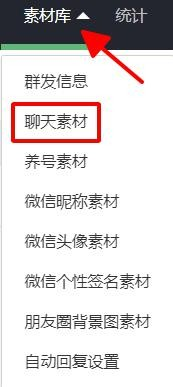 素材库 统计
群发信息
聊天素材
养号素材
微信昵称素材
微信头像素材
微信个性签名素材
朋友圈背景图素材
自动回复设置